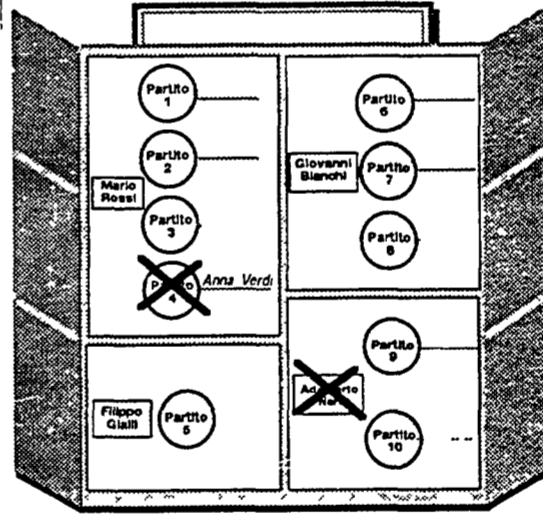 Partito
1
Partito
2
Mario
Rossi
Partito
3
4
Anna Verdi
Filippo
Gialli
Partito
5
Partito
6
Giovanni
Bianchi
Partito
7
Partito
8
Partito
9
Partito
10